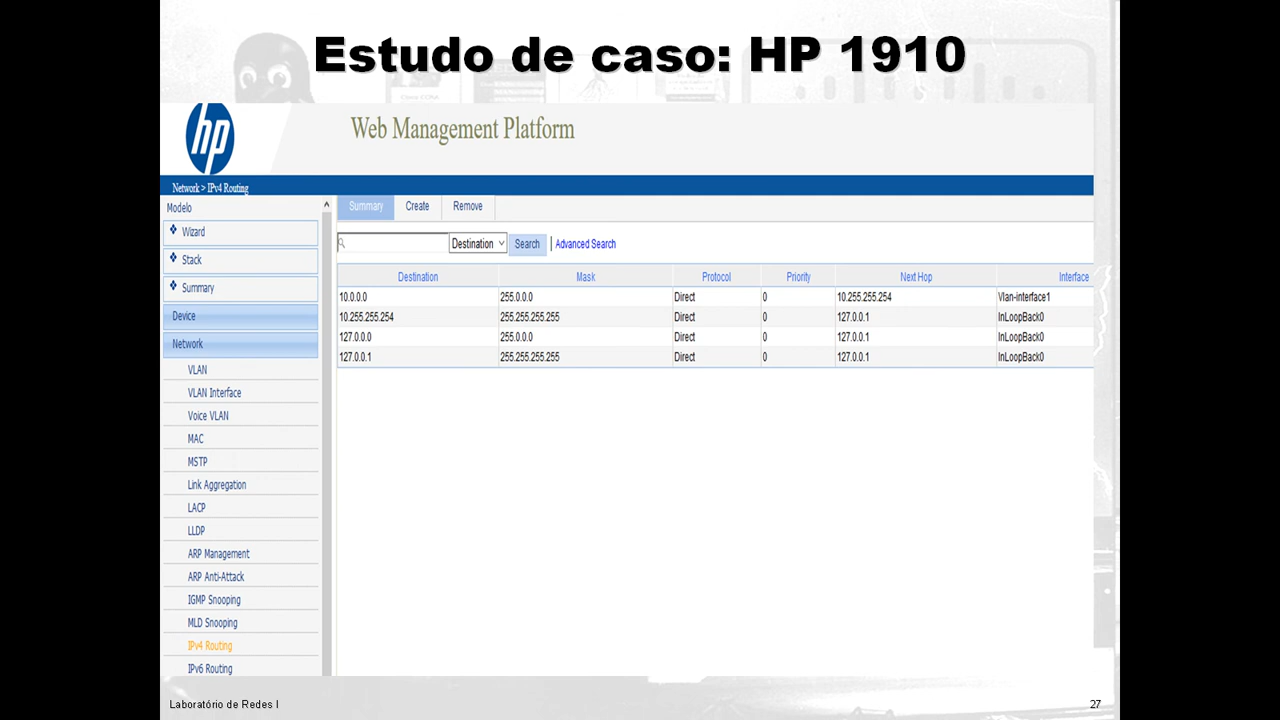 Estudo de caso: HP 1910
hp
Web Management Platform
Network > IPv4 Routing
Modelo
Wizard
Stack
Summary
Device
Network
VLAN
VLAN Interface
Voice VLAN
MAC
MSTP
Link Aggregation
LACP
LLDP
ARP Management
ARP Anti-Attack
IGMP Snooping
MLD Snooping
IPv4 Routing
IPv6 Routing
Summary Create Remove
Destination Search | Advanced Search
Destination Mask Protocol Priority Next Hop Interface
10.0.0.0 255.0.0.0 Direct 0 10.255.255.254 Vlan-interface1
10.255.255.254 255.255.255.255 Direct 0 127.0.0.1 InLoopBack0
127.0.0.0 255.0.0.0 Direct 0 127.0.0.1 InLoopBack0
127.0.0.1 255.255.255.255 Direct 0 127.0.0.1 InLoopBack0
Laboratório de Redes I 27